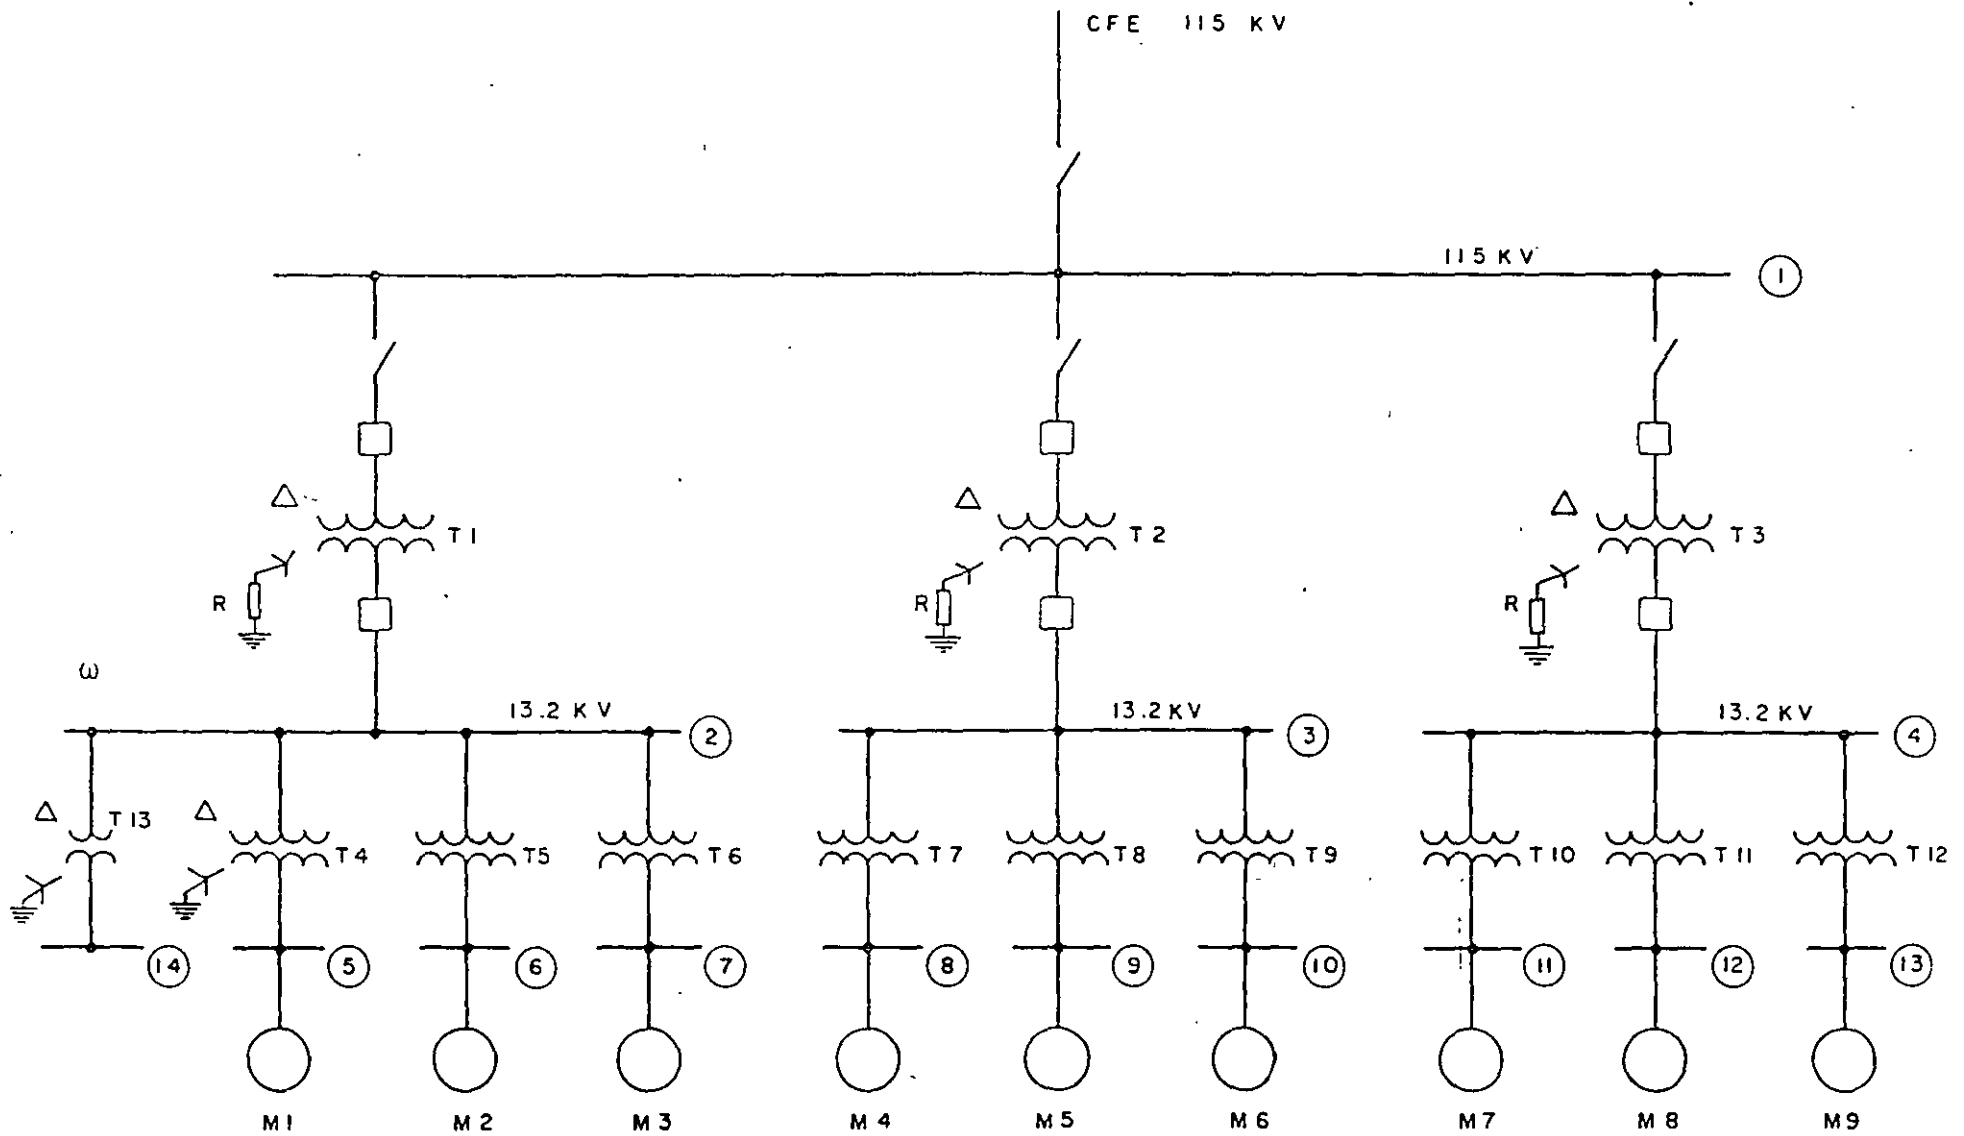 CFE 115 KV
115 KV
1
Δ
Δ
Δ
T1
T2
T3
R
R
R
ω
13.2 KV
2
13.2 KV
3
13.2 KV
4
Δ
T13
Δ
T4
T5
T6
T7
T8
T9
T10
T11
T12
14
5
6
7
8
9
10
11
12
13
M1
M2
M3
M4
M5
M6
M7
M8
M9